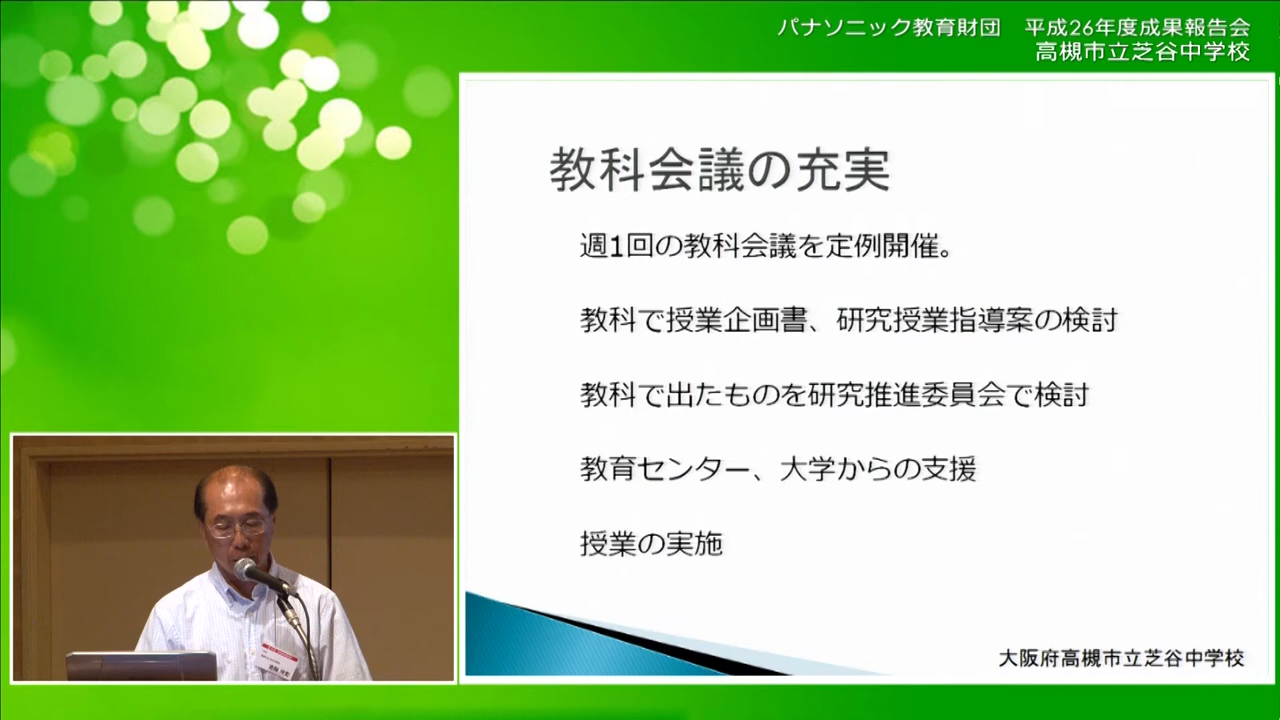 パナソニック教育財団　平成26年度成果報告会
高槻市立芝谷中学校
教科会議の充実
週1回の教科会議を定例開催。
教科で授業企画書、研究授業指導案の検討
教科で出たものを研究推進委員会で検討
教育センター、大学からの支援
授業の実施
大阪府高槻市立芝谷中学校